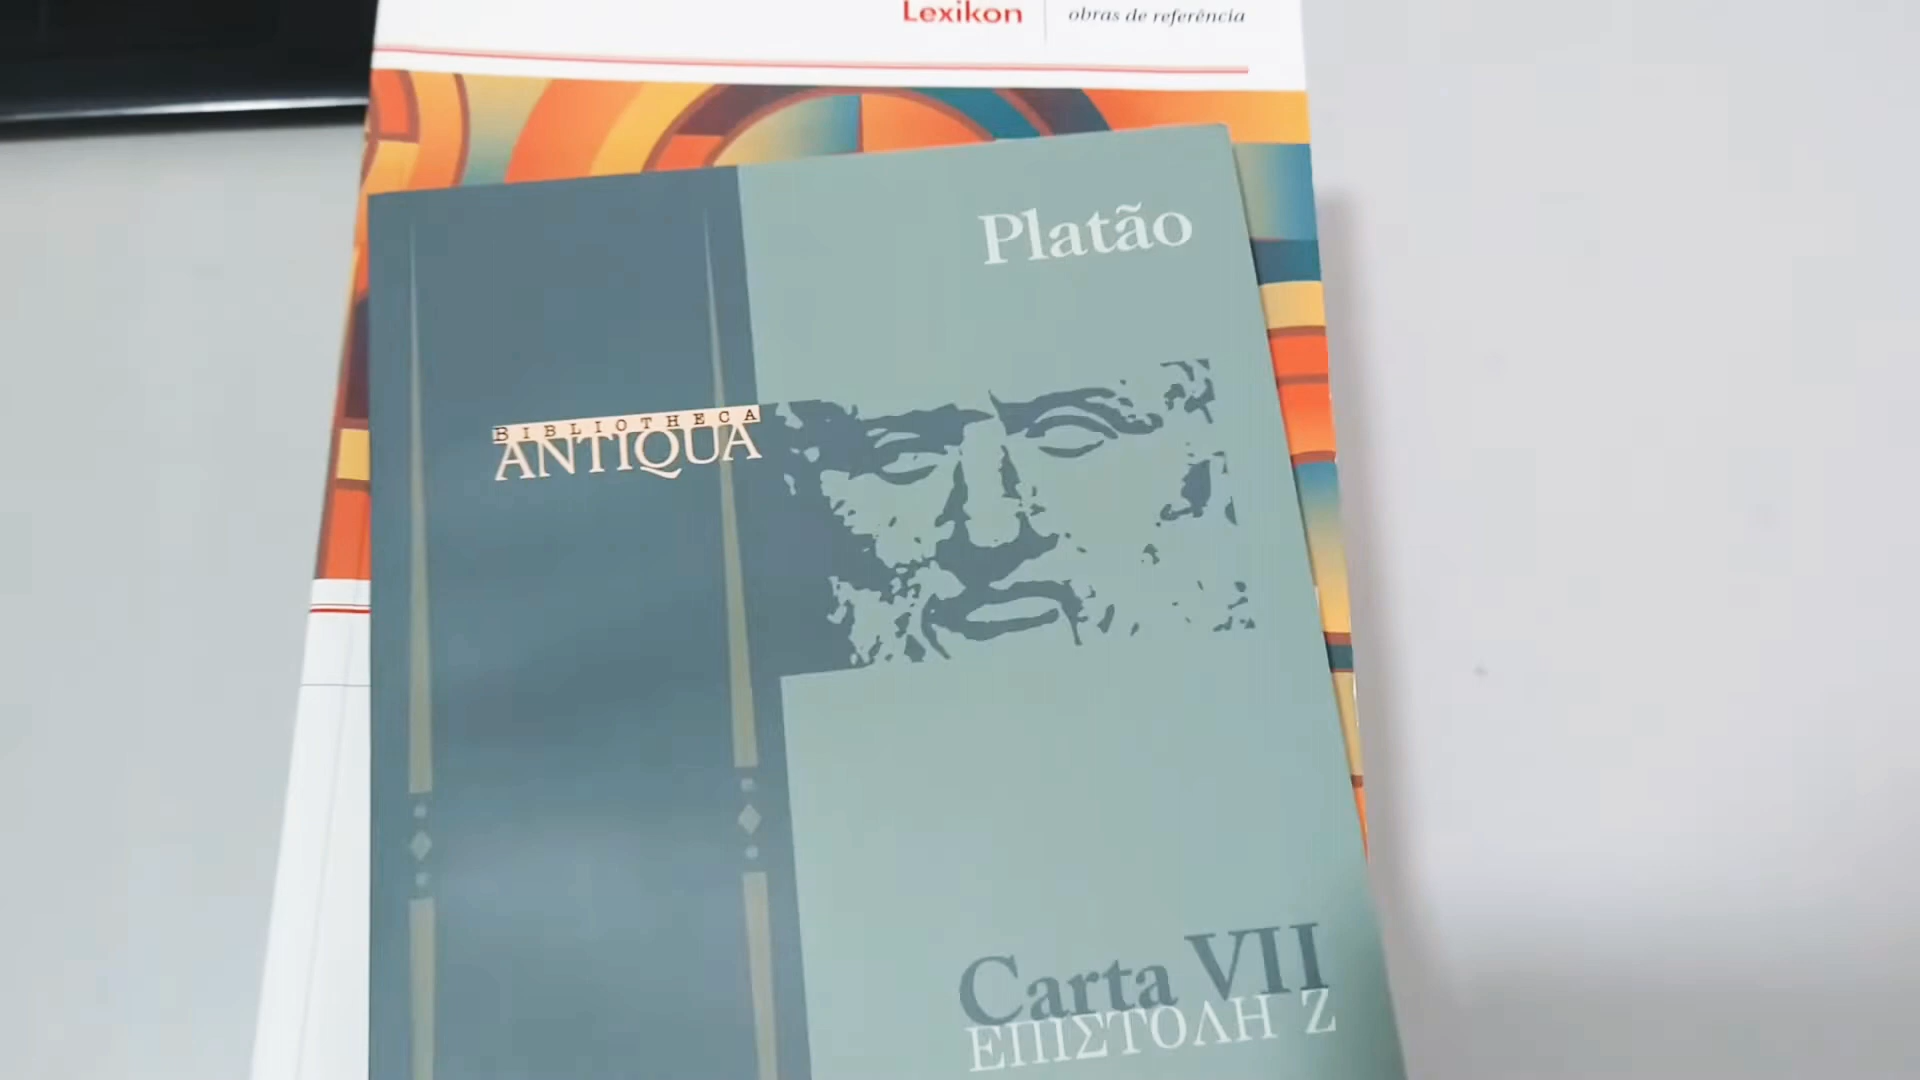 Lexikon
obras de referência
Platão
BIBLIOTHECA
ANTIQUA
Carta VII
ΕΠΙΣΤΟΛΗ Ζ